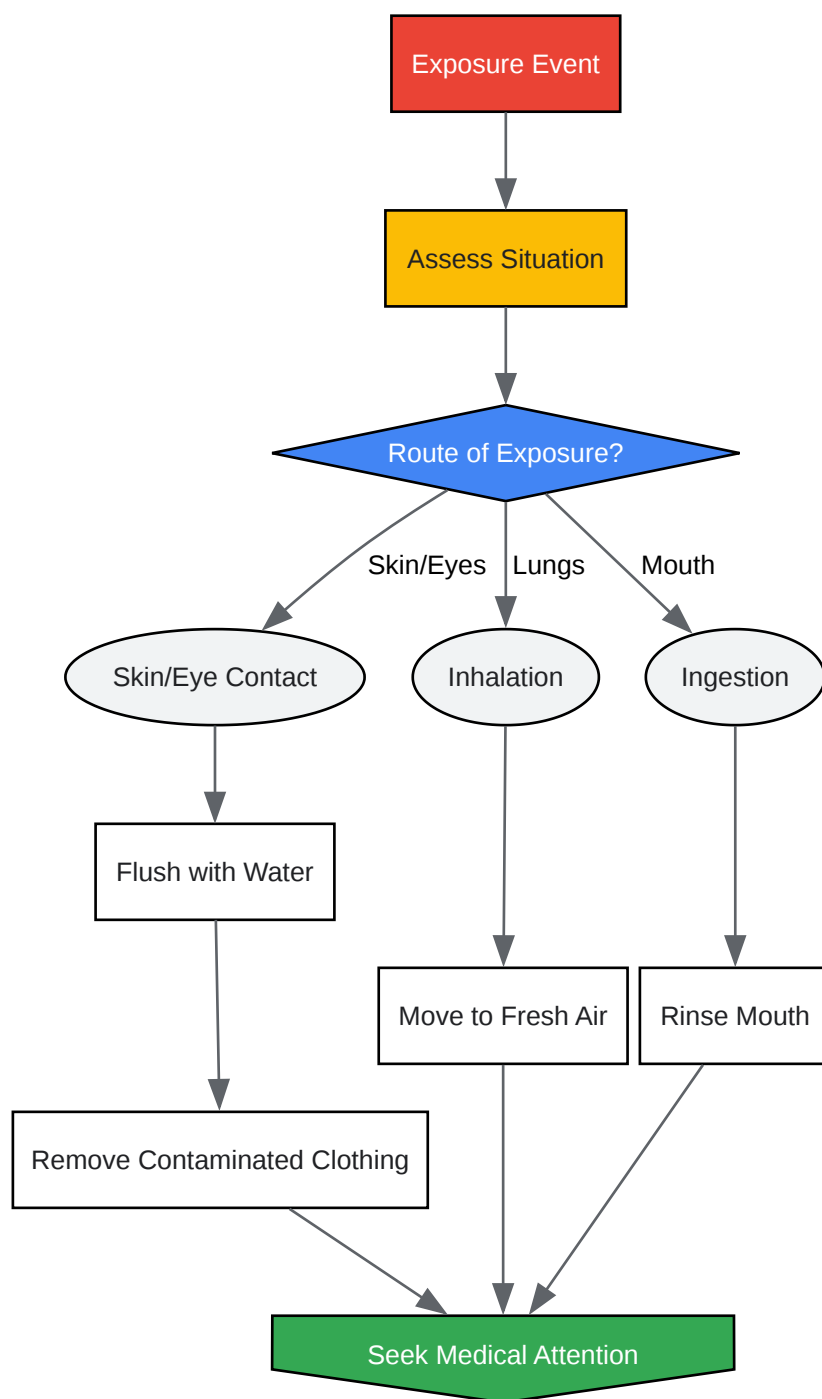 Exposure Event
Assess Situation
Route of Exposure?
Skin/Eyes
Lungs
Mouth
Skin/Eye Contact
Inhalation
Ingestion
Flush with Water
Move to Fresh Air
Rinse Mouth
Remove Contaminated Clothing
Seek Medical Attention